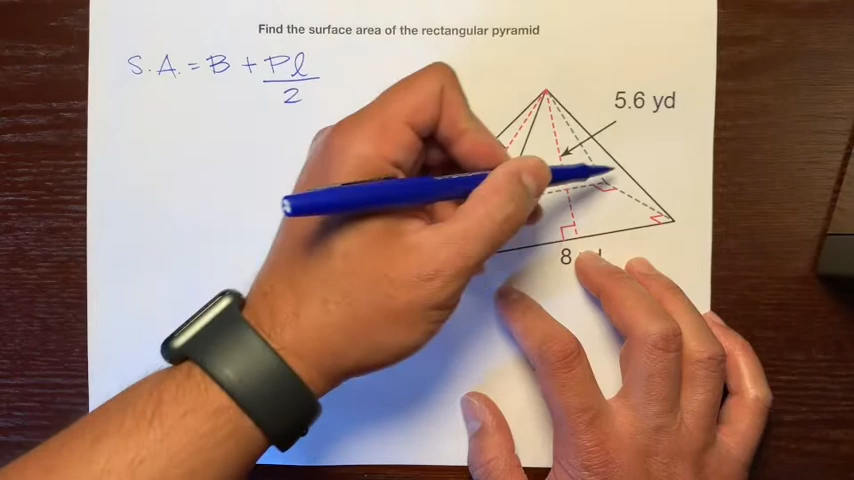 Find the surface area of the rectangular pyramid
S.A. = B + Pl
2
5.6 yd
8